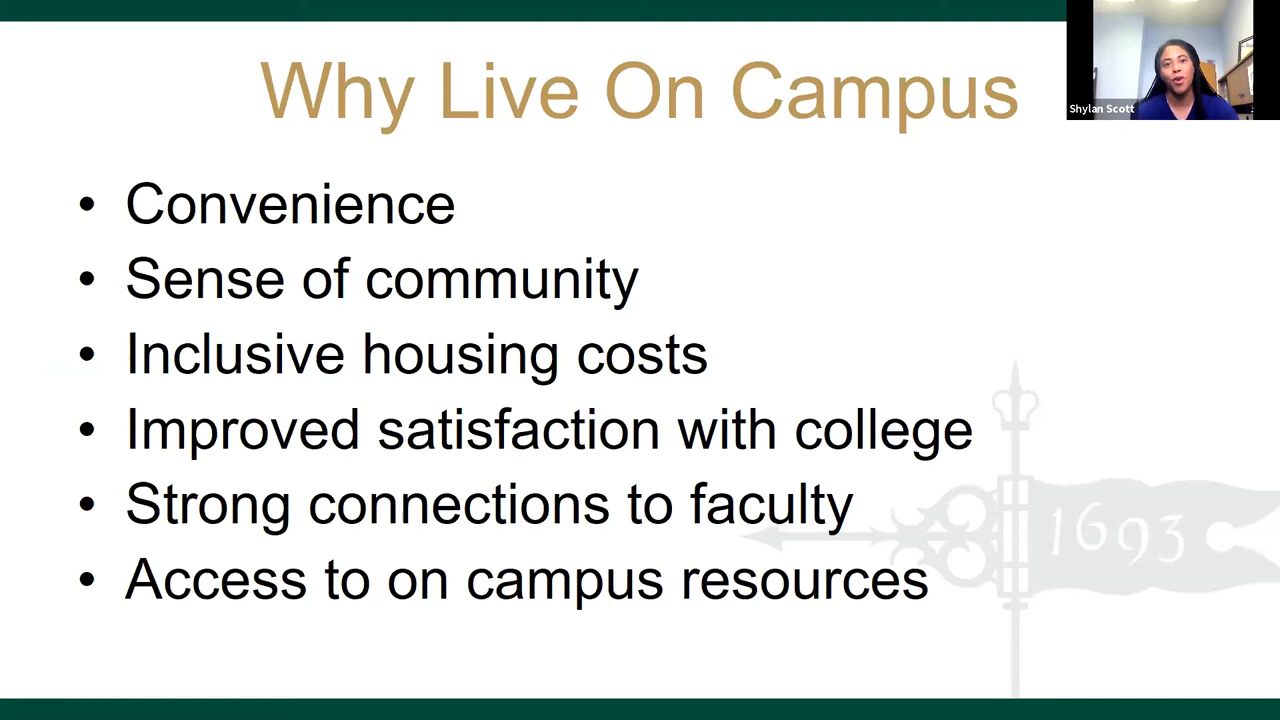 Why Live On Campus
Shylan Scott
• Convenience
• Sense of community
• Inclusive housing costs
• Improved satisfaction with college
• Strong connections to faculty
• Access to on campus resources
1693